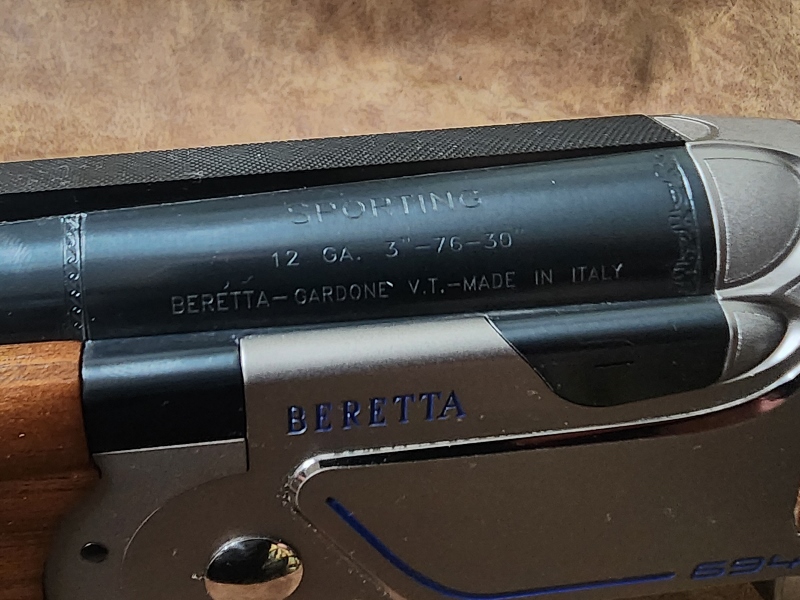 SPORTING
12 GA. 3"-76-30"
BERETTA-GARDONE V.T.-MADE IN ITALY
BERETTA
694